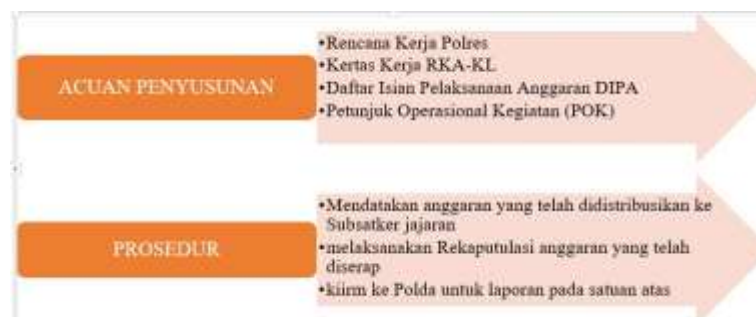 ACUAN PENYUSUNAN
•Rencana Kerja Polres
•Kertas Kerja RKA-KL
•Daftar Isian Pelaksanaan Anggaran DIPA
•Petunjuk Operasional Kegiatan (POK)
PROSEDUR
•Mendatakan anggaran yang telah didistribusikan ke
Subsatker jajaran
•melaksanakan Rekaputulasi anggaran yang telah
diserap
•kiirm ke Polda untuk laporan pada satuan atas